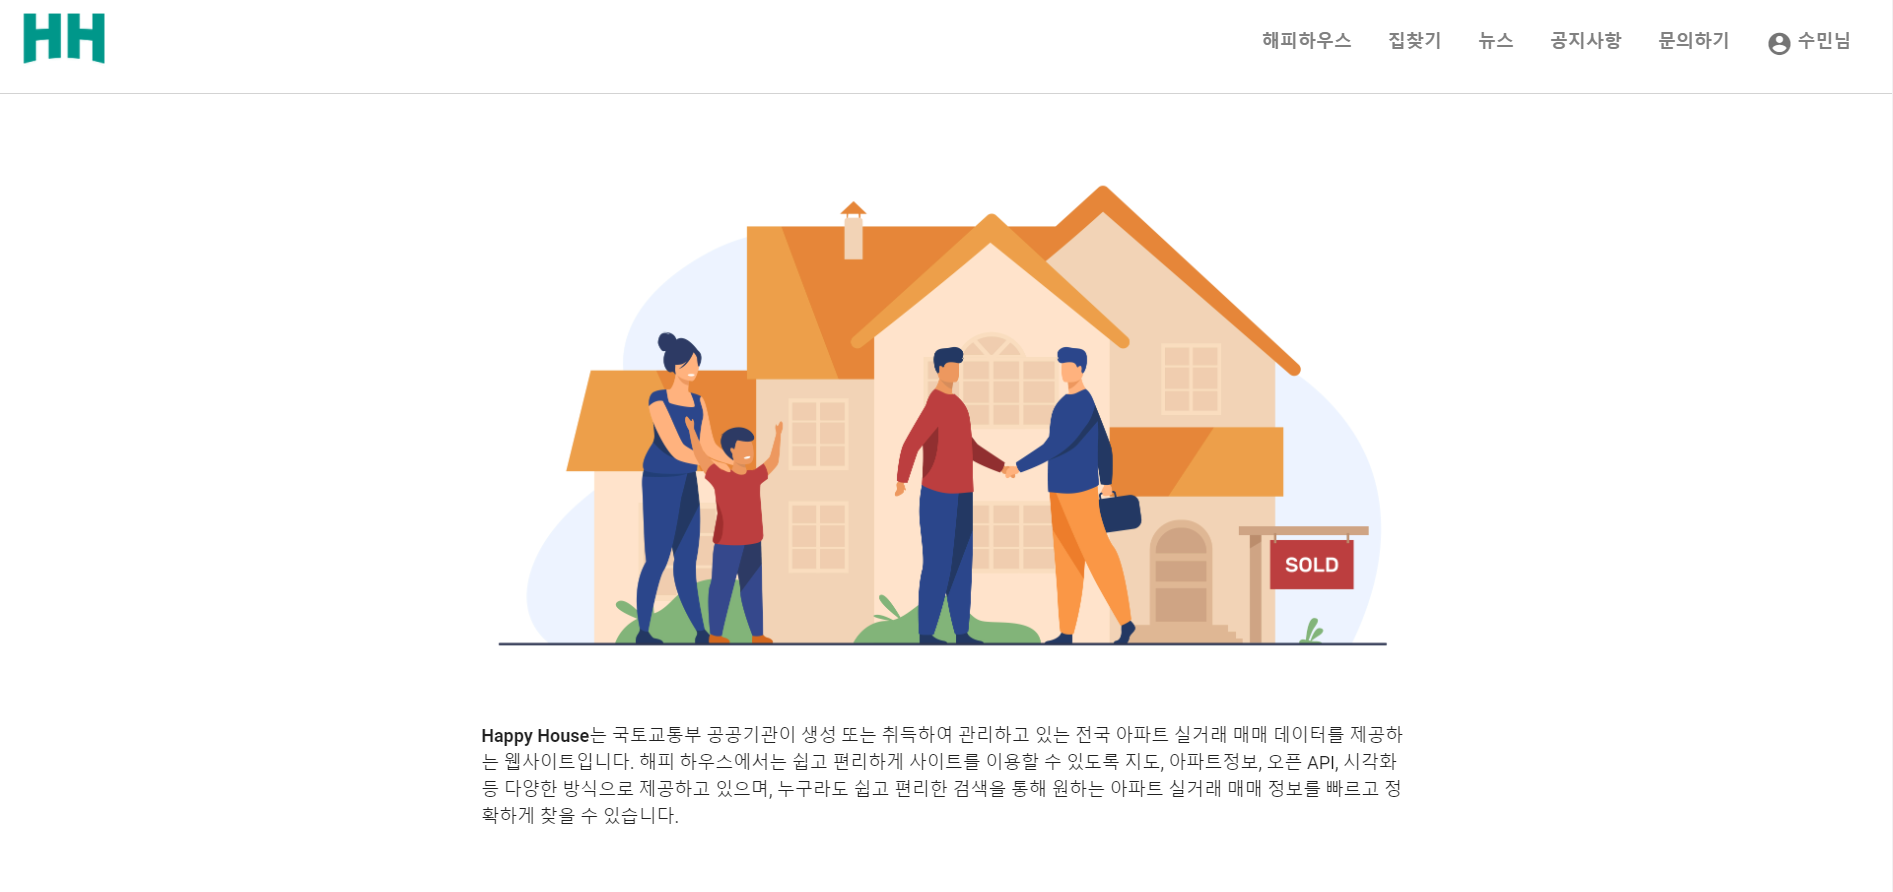 HH
해피하우스 집찾기 뉴스 공지사항 문의하기 수민님
SOLD
Happy House는 국토교통부 공공기관이 생성 또는 취득하여 관리하고 있는 전국 아파트 실거래 매매 데이터를 제공하
는 웹사이트입니다. 해피 하우스에서는 쉽고 편리하게 사이트를 이용할 수 있도록 지도, 아파트정보, 오픈 API, 시각화
등 다양한 방식으로 제공하고 있으며, 누구라도 쉽고 편리한 검색을 통해 원하는 아파트 실거래 매매 정보를 빠르고 정
확하게 찾을 수 있습니다.